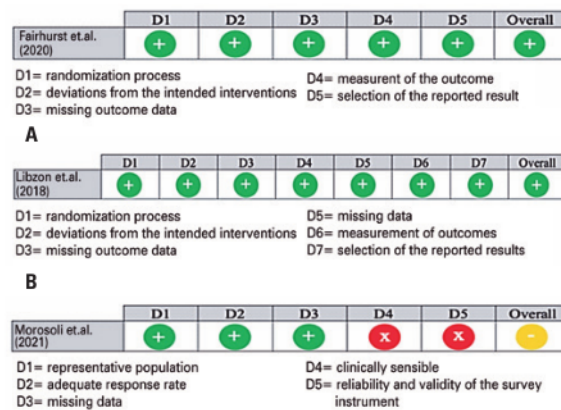 D1 D2 D3 D4 D5 Overall
Fairhurst et.al. (2020) + + + + + +
D1= randomization process
D2= deviations from the intended interventions
D3= missing outcome data
D4= measurent of the outcome
D5= selection of the reported result
A
D1 D2 D3 D4 D5 D6 D7 Overall
Libzon et.al. (2018) + + + + + + + +
D1= randomization process
D2= deviations from the intended interventions
D3= missing outcome data
D5= missing data
D6= measurement of outcomes
D7= selection of the reported results
B
D1 D2 D3 D4 D5 Overall
Morosoli et.al. (2021) + + + x x -
D1= representative population
D2= adequate response rate
D3= missing data
D4= clinically sensible
D5= reliability and validity of the survey
instrument